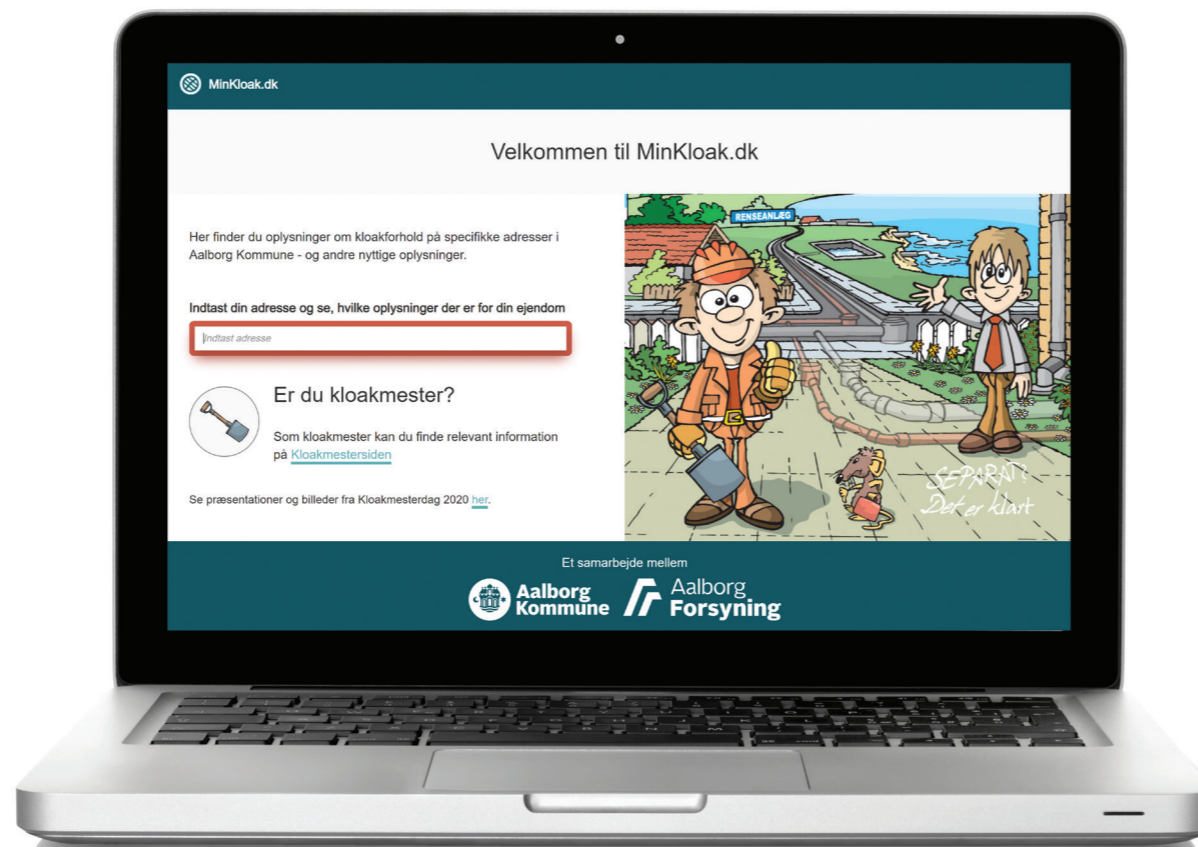 MinKloak.dk
Velkommen til MinKloak.dk
Her finder du oplysninger om kloakforhold på specifikke adresser i
Aalborg Kommune - og andre nyttige oplysninger.
Indtast din adresse og se, hvilke oplysninger der er for din ejendom
Indtast adresse
Er du kloakmester?
Som kloakmester kan du finde relevant information
på Kloakmestersiden
Se præsentationer og billeder fra Kloakmesterdag 2020 her.
RENSEANLÆG
SEPARAT?
Det er klart
Et samarbejde mellem
Aalborg
Kommune
Aalborg
Forsyning